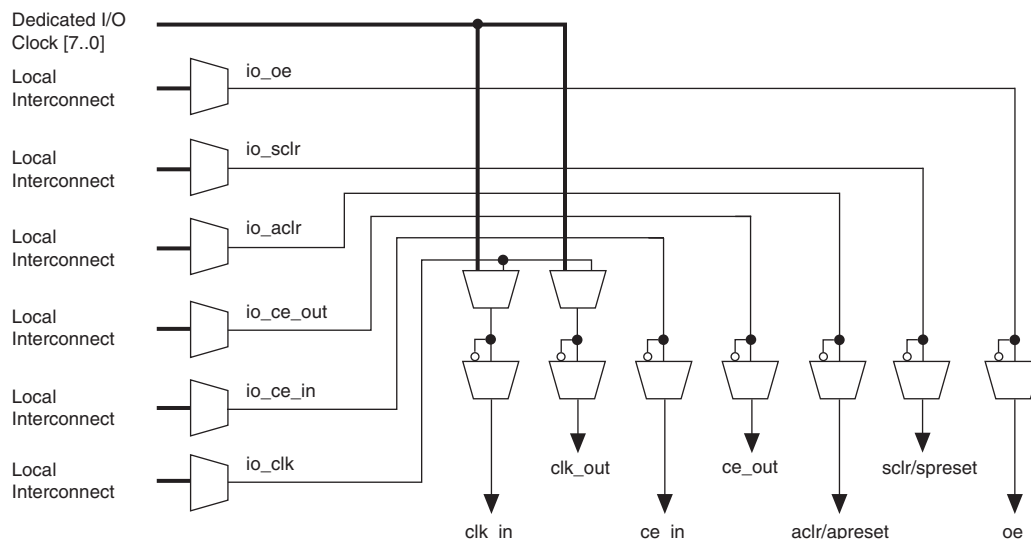 Dedicated I/O
Clock [7..0]
Local
Interconnect
io_oe
Local
Interconnect
io_sclr
Local
Interconnect
io_aclr
Local
Interconnect
io_ce_out
Local
Interconnect
io_ce_in
Local
Interconnect
io_clk
clk_out
ce_out
sclr/spreset
clk_in
ce_in
aclr/apreset
oe